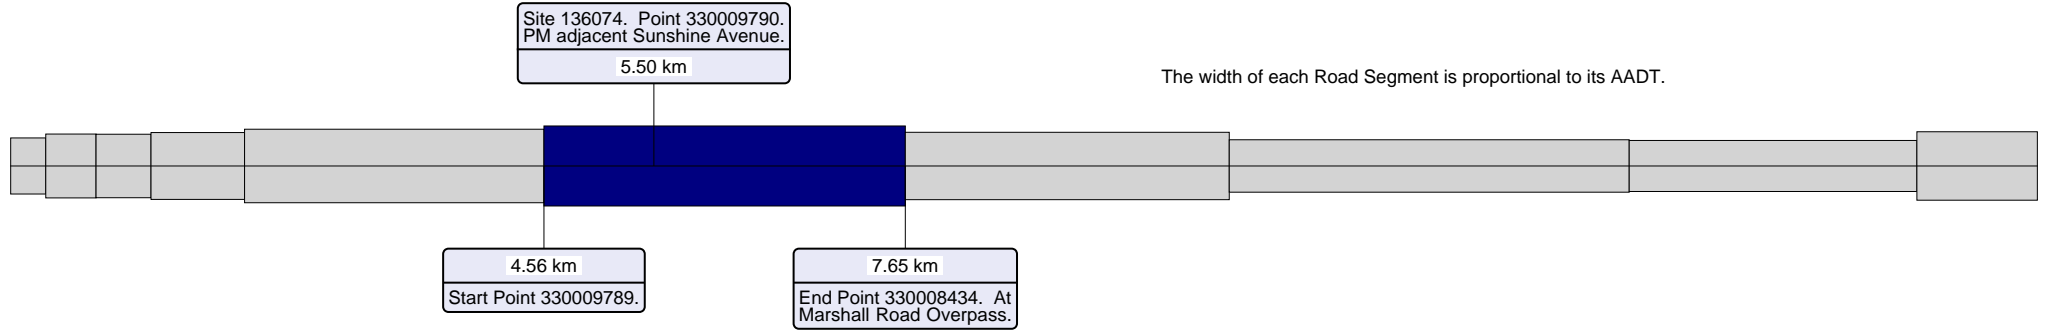 Site 136074.  Point 330009790.
PM adjacent Sunshine Avenue.
5.50 km
The width of each Road Segment is proportional to its AADT.
4.56 km
Start Point 330009789.
7.65 km
End Point 330008434.  At
Marshall Road Overpass.